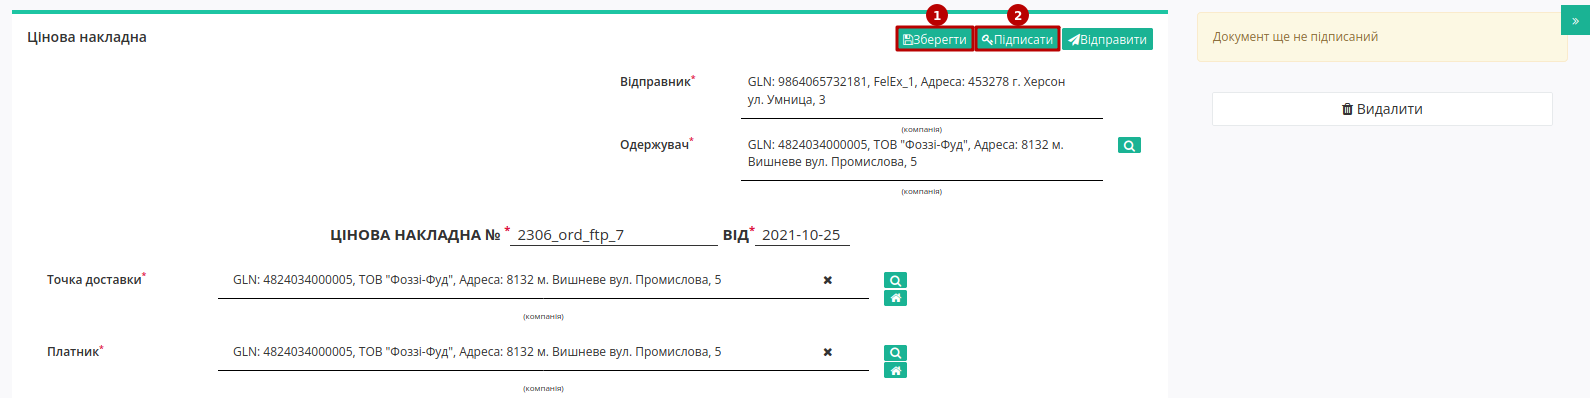 1 2
Цінова накладна Зберегти Підписати Відправити
»
Документ ще не підписаний
Видалити
Відправник* GLN: 9864065732181, FelEx_1, Адреса: 453278 г. Херсон
ул. Умница, 3
(компанія)
Одержувач* GLN: 4824034000005, ТОВ "Фоззі-Фуд", Адреса: 8132 м.
Вишневе вул. Промислова, 5
(компанія)
ЦІНОВА НАКЛАДНА № * 2306_ord_ftp_7 ВІД* 2021-10-25
Точка доставки* GLN: 4824034000005, ТОВ "Фоззі-Фуд", Адреса: 8132 м. Вишневе вул. Промислова, 5
(компанія)
Платник* GLN: 4824034000005, ТОВ "Фоззі-Фуд", Адреса: 8132 м. Вишневе вул. Промислова, 5
(компанія)